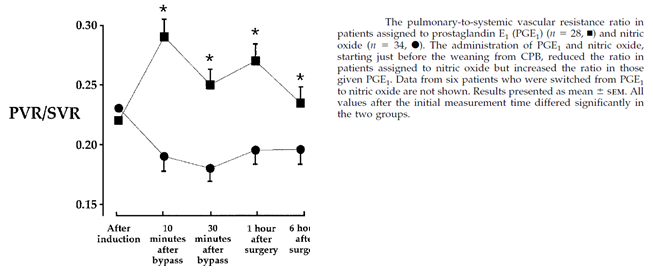 0.30
0.25
PVR/SVR
0.20
0.15
* * * *
After induction
10 minutes after bypass
30 minutes after bypass
1 hour after surgery
6
The pulmonary-to-systemic vascular resistance ratio in
patients assigned to prostaglandin E₁ (PGE₁) (n = 28, ■) and nitric
oxide (n = 34, ●). The administration of PGE₁ and nitric oxide,
starting just before the weaning from CPB, reduced the ratio in
patients assigned to nitric oxide but increased the ratio in those
given PGE₁. Data from six patients who were switched from PGE₁
to nitric oxide are not shown. Results presented as mean ± SEM. All
values after the initial measurement time differed significantly in
the two groups.